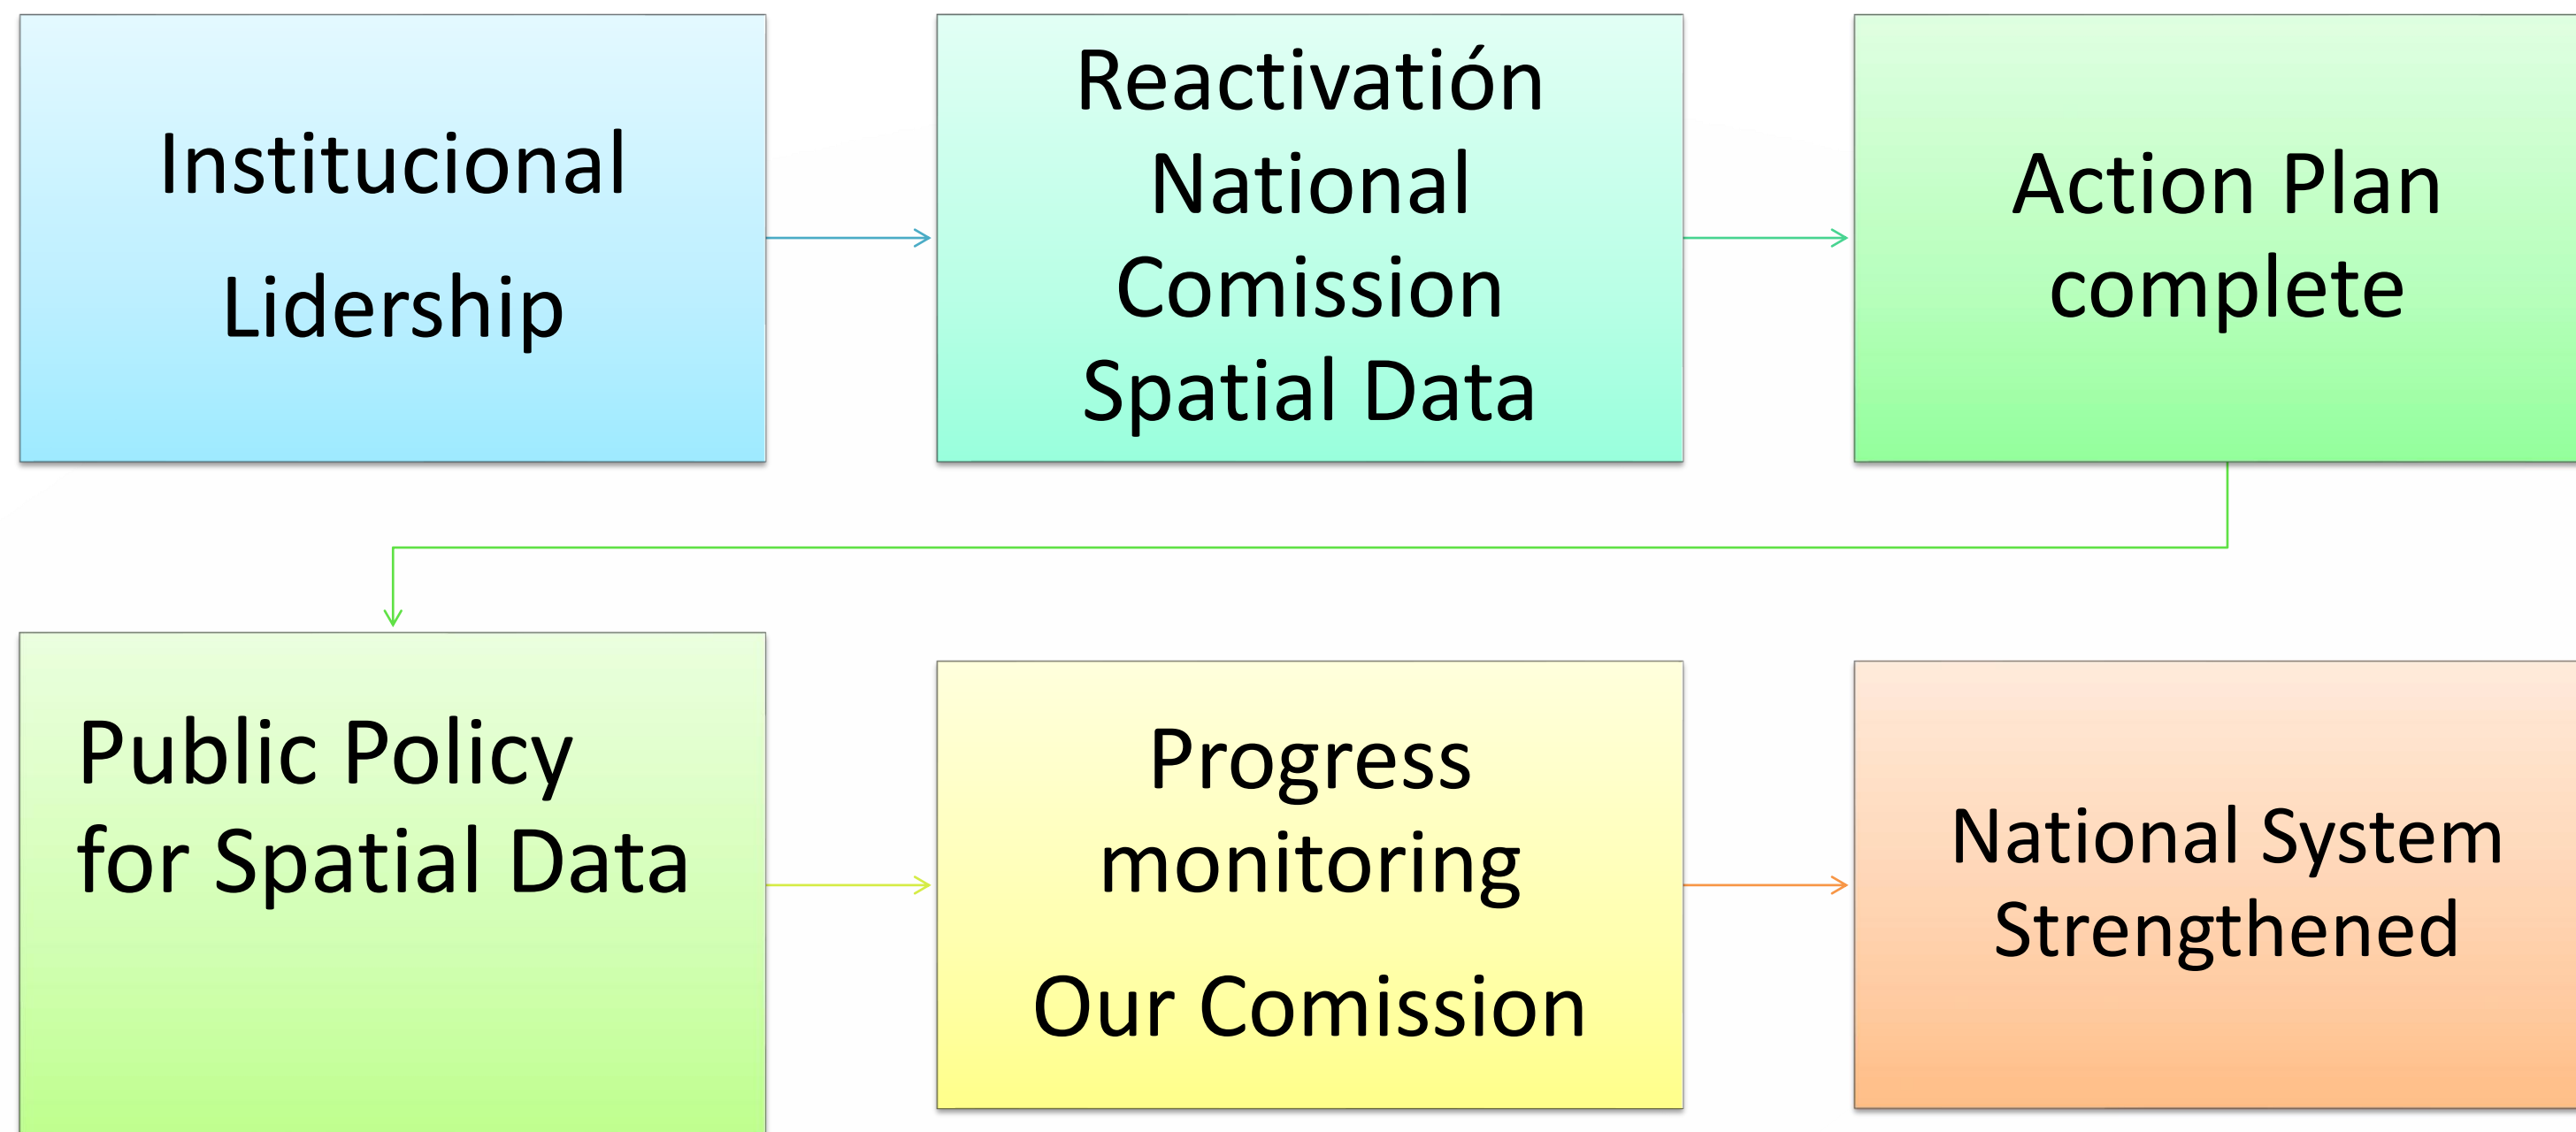 Institucional
Lidership
Reactivatión
National
Comission
Spatial Data
Action Plan
complete
Public Policy
for Spatial Data
Progress
monitoring
Our Comission
National System
Strengthened